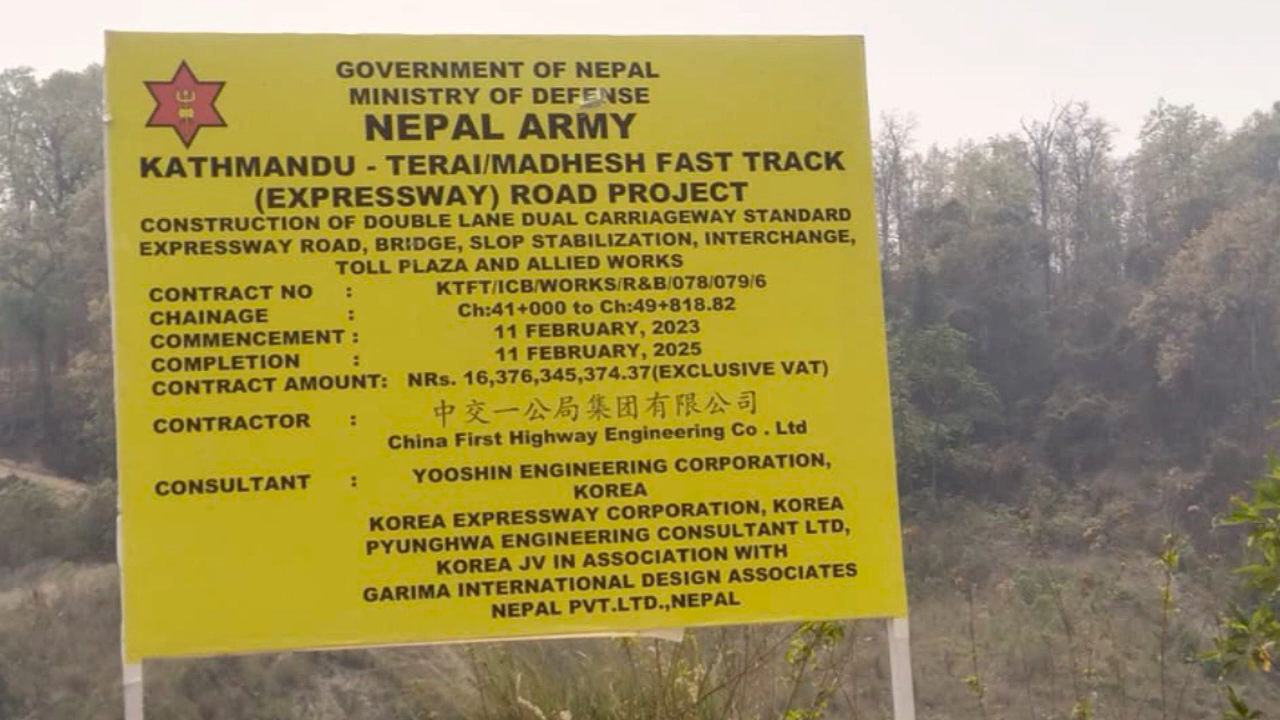 GOVERNMENT OF NEPAL
MINISTRY OF DEFENSE
NEPAL ARMY
KATHMANDU - TERAI/MADHESH FAST TRACK
(EXPRESSWAY) ROAD PROJECT
CONSTRUCTION OF DOUBLE LANE DUAL CARRIAGEWAY STANDARD
EXPRESSWAY ROAD, BRIDGE, SLOP STABILIZATION, INTERCHANGE,
TOLL PLAZA AND ALLIED WORKS
CONTRACT NO : KTFT/ICB/WORKS/R&B/078/079/6
CHAINAGE : Ch:41+000 to Ch:49+818.82
COMMENCEMENT : 11 FEBRUARY, 2023
COMPLETION : 11 FEBRUARY, 2025
CONTRACT AMOUNT: NRs. 16,376,345,374.37(EXCLUSIVE VAT)
CONTRACTOR : 中交一公局集团有限公司
China First Highway Engineering Co . Ltd
CONSULTANT : YOOSHIN ENGINEERING CORPORATION,
KOREA
KOREA EXPRESSWAY CORPORATION, KOREA
PYUNGHWA ENGINEERING CONSULTANT LTD,
KOREA JV IN ASSOCIATION WITH
GARIMA INTERNATIONAL DESIGN ASSOCIATES
NEPAL PVT.LTD.,NEPAL